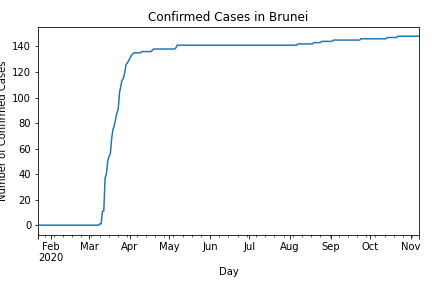 Confirmed Cases in Brunei
Number of Confirmed Cases
140
120
100
80
60
40
20
0
Feb Mar Apr May Jun Jul Aug Sep Oct Nov
2020
Day